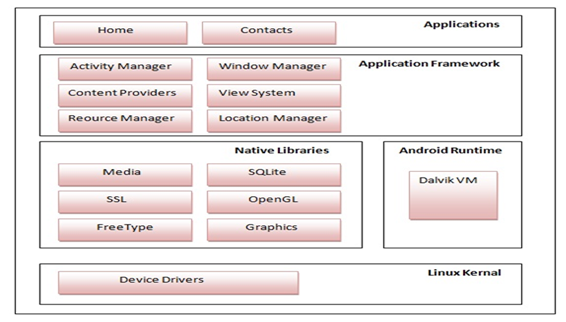 Applications
Home
Contacts
Application Framework
Activity Manager
Window Manager
Content Providers
View System
Reource Manager
Location Manager
Native Libraries
Media
SQLite
SSL
OpenGL
FreeType
Graphics
Android Runtime
Dalvik VM
Linux Kernal
Device Drivers